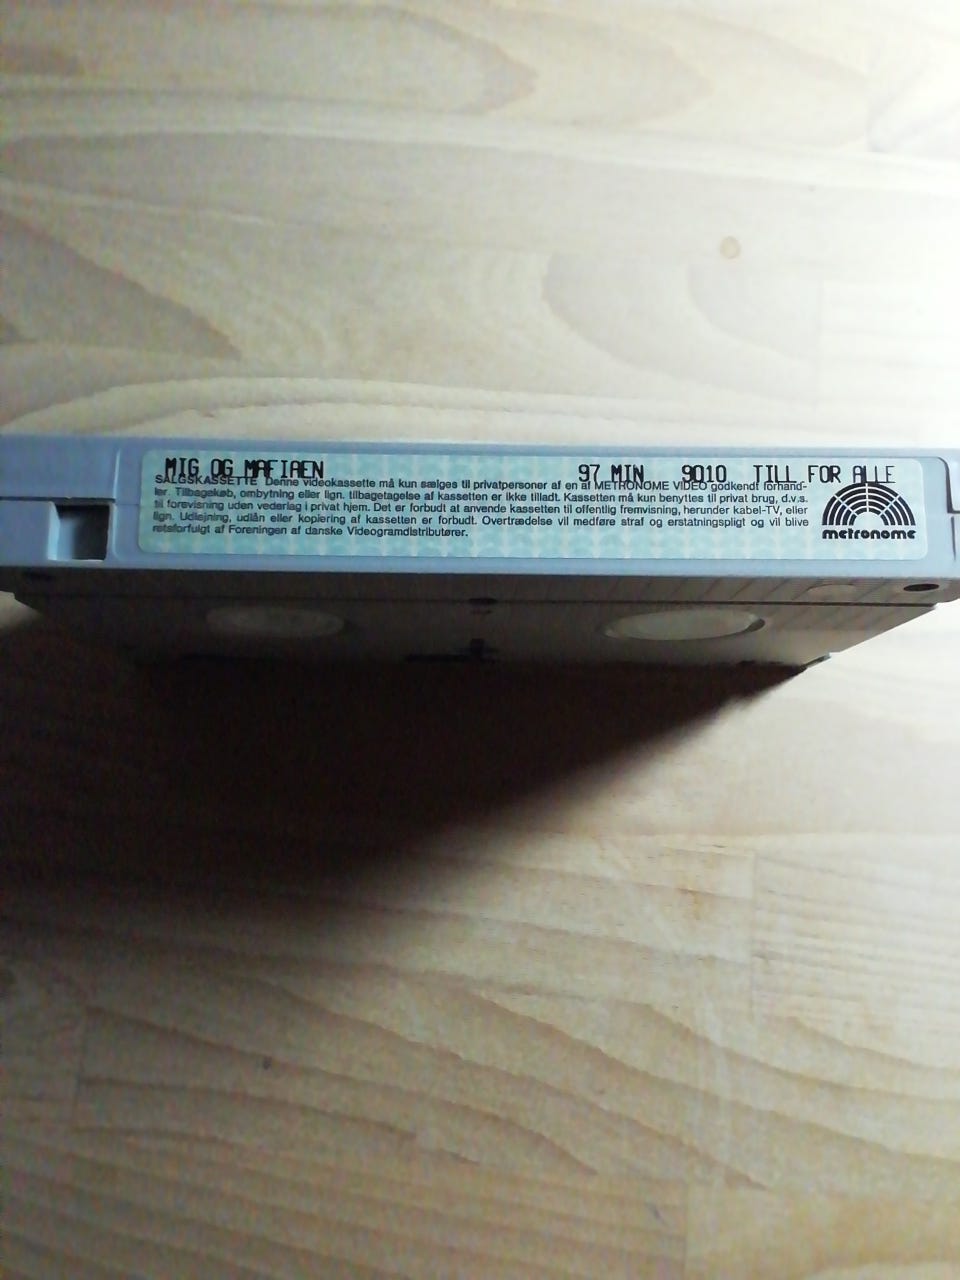 MIG OG MAFIAEN 97 MIN 9010 TILL FOR ALLE
SALGSKASSETTE Denne videokassette må kun sælges til privatpersoner af en af METRONOME VIDEO godkendt forhand-
ler. Tilbagekøb, ombytning eller lign. tilbagetagelse af kassetten er ikke tilladt. Kassetten må kun benyttes til privat brug, d.v.s.
til forevisning uden vederlag i privat hjem. Det er forbudt at anvende kassetten til offentlig fremvisning, herunder kabel-TV, eller
lign. Udlejning, udlån eller kopiering af kassetten er forbudt. Overtrædelse vil medføre straf og erstatningspligt og vil blive
retsforfulgt af Foreningen af danske Videogramdistributører.
metronome